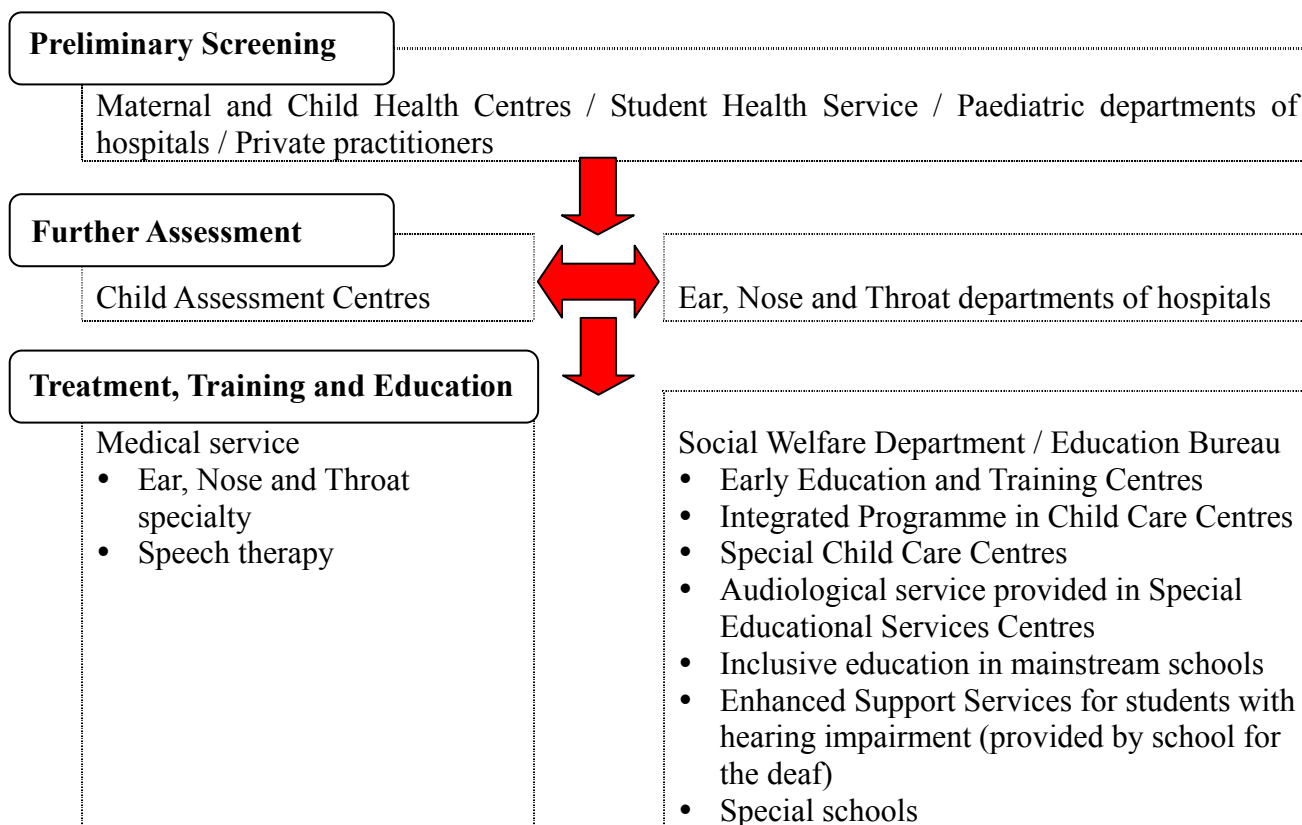 Preliminary Screening
Maternal and Child Health Centres / Student Health Service / Paediatric departments of
hospitals / Private practitioners
Further Assessment
Child Assessment Centres
Ear, Nose and Throat departments of hospitals
Treatment, Training and Education
Medical service
• Ear, Nose and Throat
specialty
• Speech therapy
Social Welfare Department / Education Bureau
• Early Education and Training Centres
• Integrated Programme in Child Care Centres
• Special Child Care Centres
• Audiological service provided in Special
Educational Services Centres
• Inclusive education in mainstream schools
• Enhanced Support Services for students with
hearing impairment (provided by school for
the deaf)
• Special schools